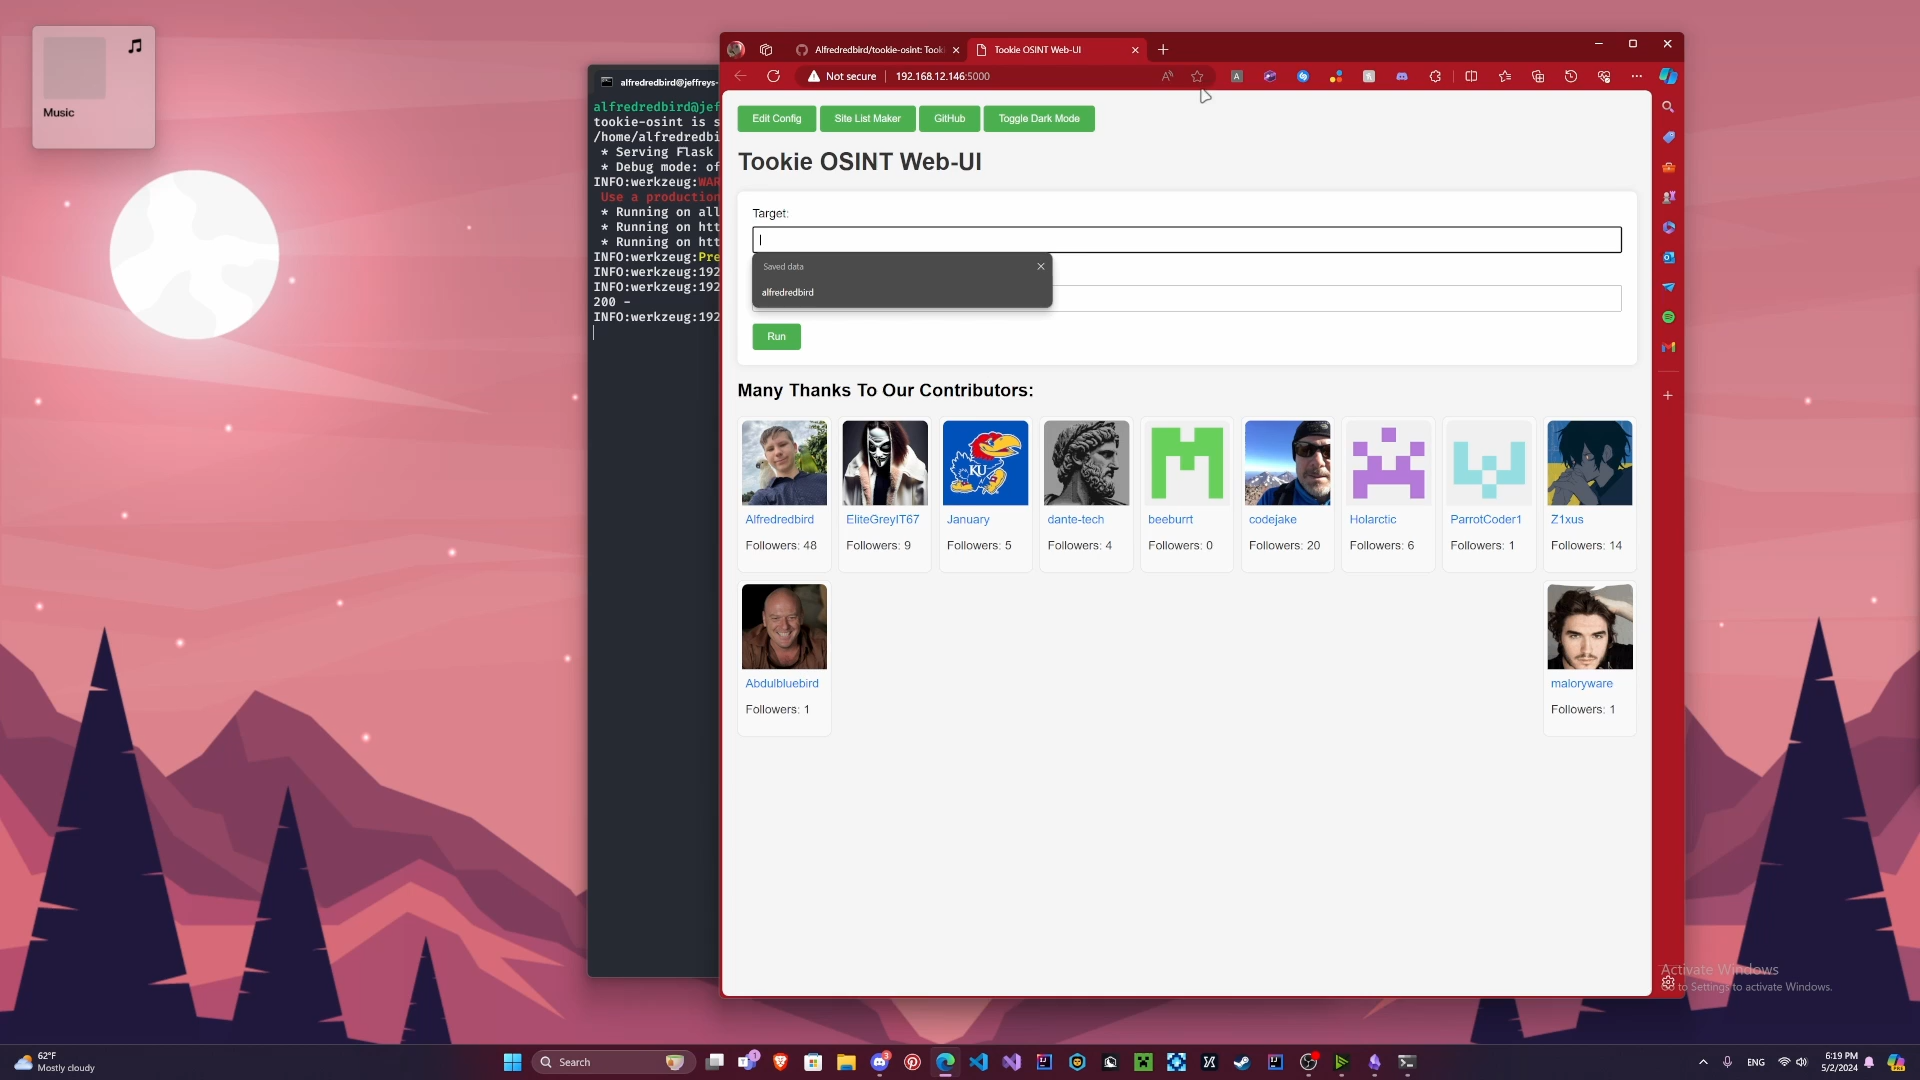 Music
alfredredbird@jeffreys-
alfredredbird@jef
tookie-osint is s
/home/alfredredbi
* Serving Flask
* Debug mode: of
INFO:werkzeug:WAR
Use a production
* Running on all
* Running on htt
* Running on htt
INFO:werkzeug:Pre
INFO:werkzeug:192
INFO:werkzeug:192
200 -
INFO:werkzeug:192
Alfredredbird/tookie-osint: Took
Tookie OSINT Web-UI
Not secure
192.168.12.146:5000
Edit Config
Site List Maker
GitHub
Toggle Dark Mode
Tookie OSINT Web-UI
Target:
Saved data
alfredredbird
Run
Many Thanks To Our Contributors:
KU
Alfredredbird
EliteGreyIT67
January
dante-tech
beeburrt
codejake
Holarctic
ParrotCoder1
Z1xus
Followers: 48
Followers: 9
Followers: 5
Followers: 4
Followers: 0
Followers: 20
Followers: 6
Followers: 1
Followers: 14
Abdulbluebird
maloryware
Followers: 1
Followers: 1
Activate Windows
to Settings to activate Windows.
62°F
Mostly cloudy
Search
ENG
6:19 PM
5/2/2024